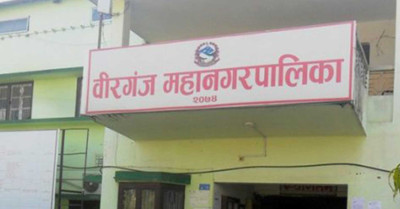 वीरगंज महानगरपालिका
२०७४